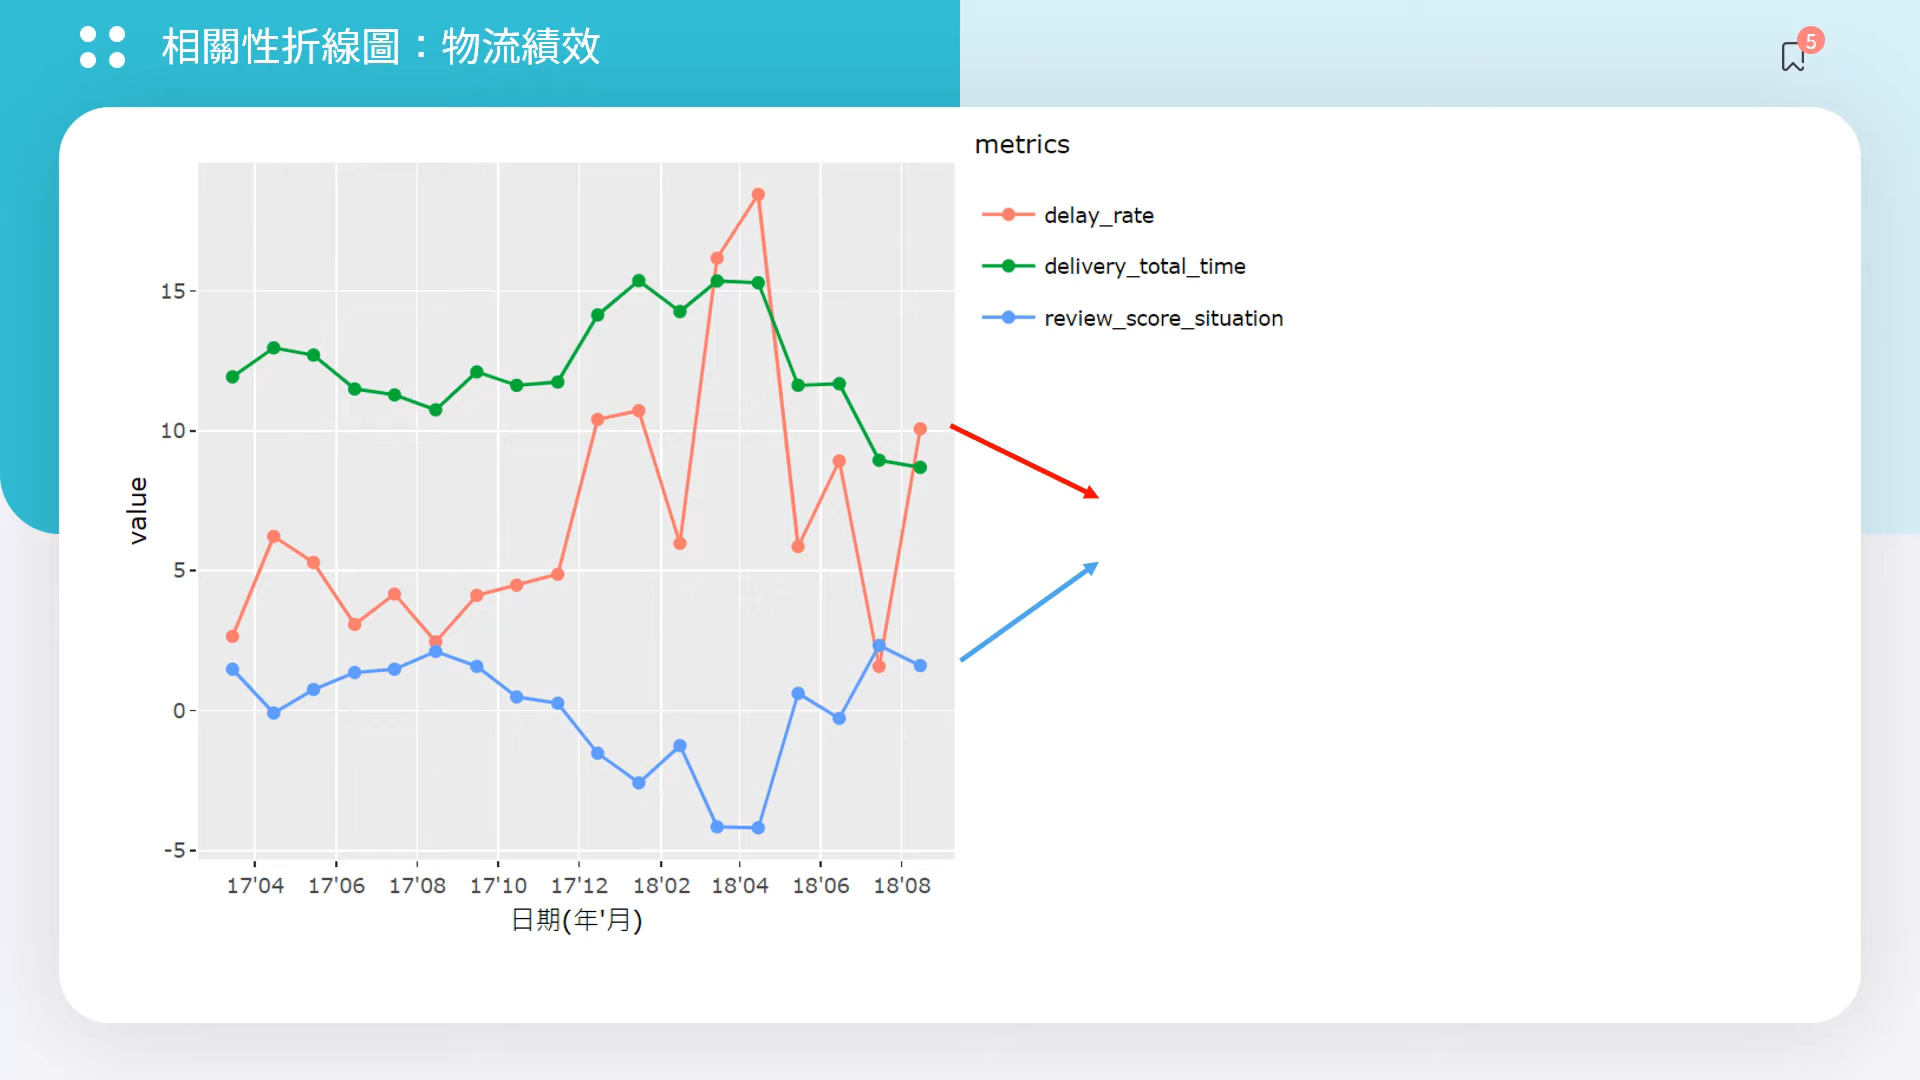 相關性折線圖：物流績效
5
metrics
delay_rate
delivery_total_time
review_score_situation
15
10
5
0
-5
value
17'04 17'06 17'08 17'10 17'12 18'02 18'04 18'06 18'08
日期(年'月)